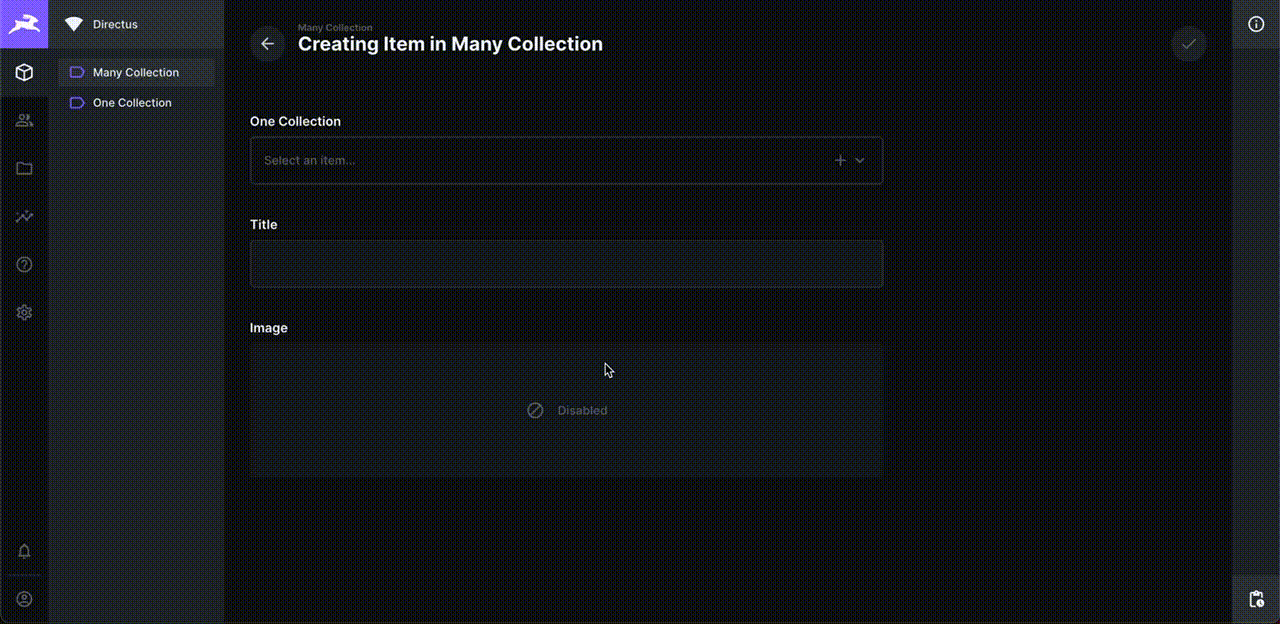 Directus
Many Collection
One Collection
Many Collection
Creating Item in Many Collection
One Collection
Select an item...
Title
Image
Disabled